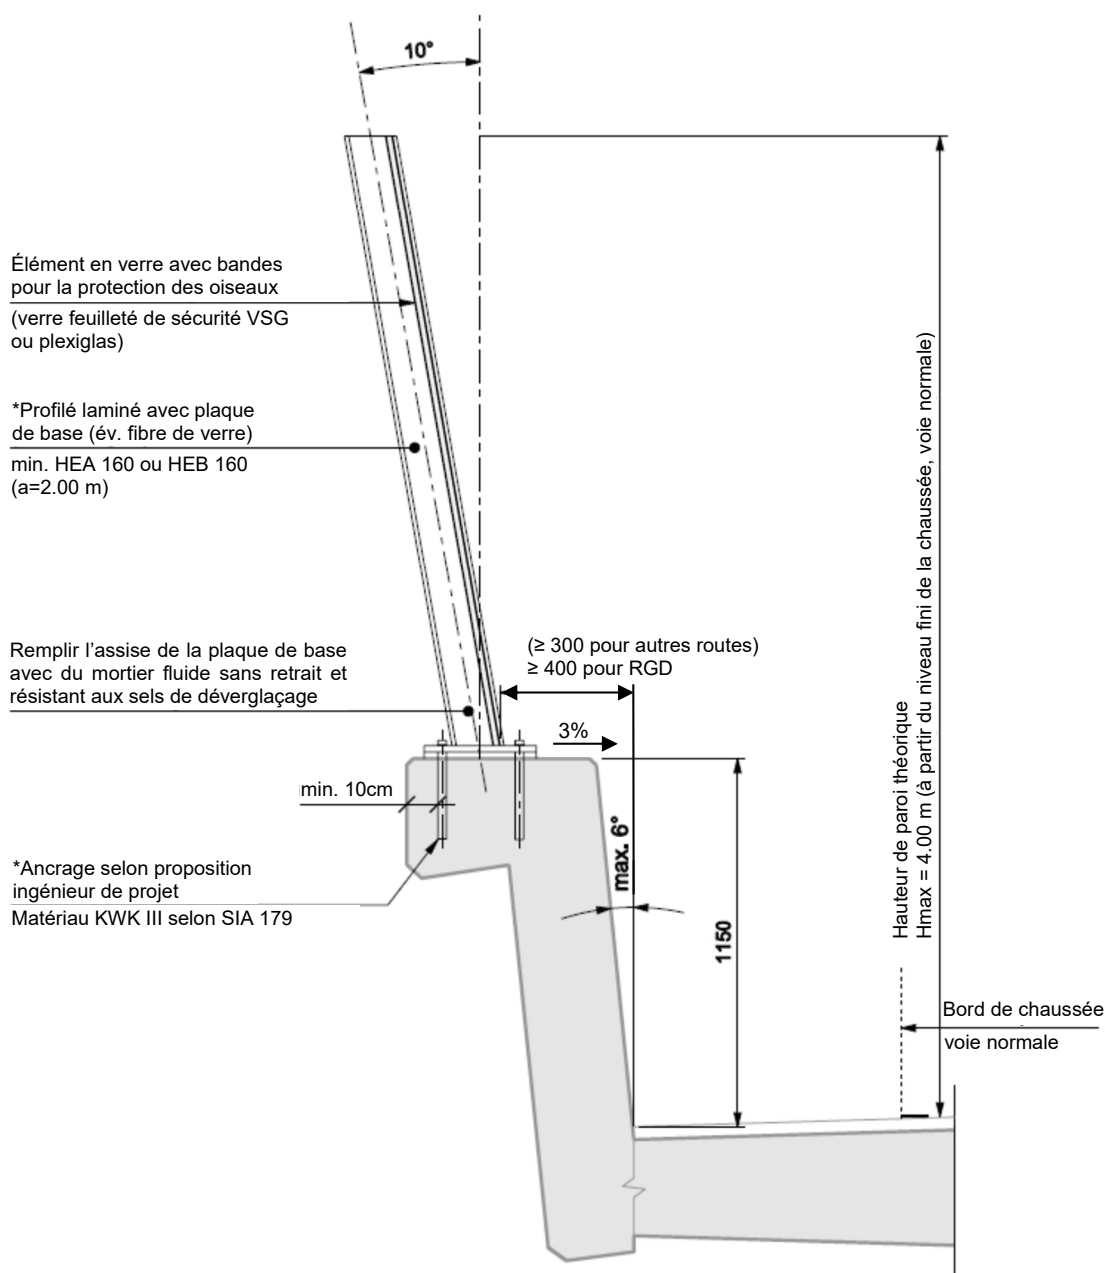 10°
Élément en verre avec bandes
pour la protection des oiseaux
(verre feuilleté de sécurité VSG
ou plexiglas)
*Profilé laminé avec plaque
de base (év. fibre de verre)
min. HEA 160 ou HEB 160
(a=2.00 m)
Remplir l’assise de la plaque de base
avec du mortier fluide sans retrait et
résistant aux sels de déverglaçage
(≥ 300 pour autres routes)
≥ 400 pour RGD
3%
min. 10cm
max. 6°
*Ancrage selon proposition
ingénieur de projet
Matériau KWK III selon SIA 179
1150
Hauteur de paroi théorique
Hmax = 4.00 m (à partir du niveau fini de la chaussée, voie normale)
Bord de chaussée
voie normale